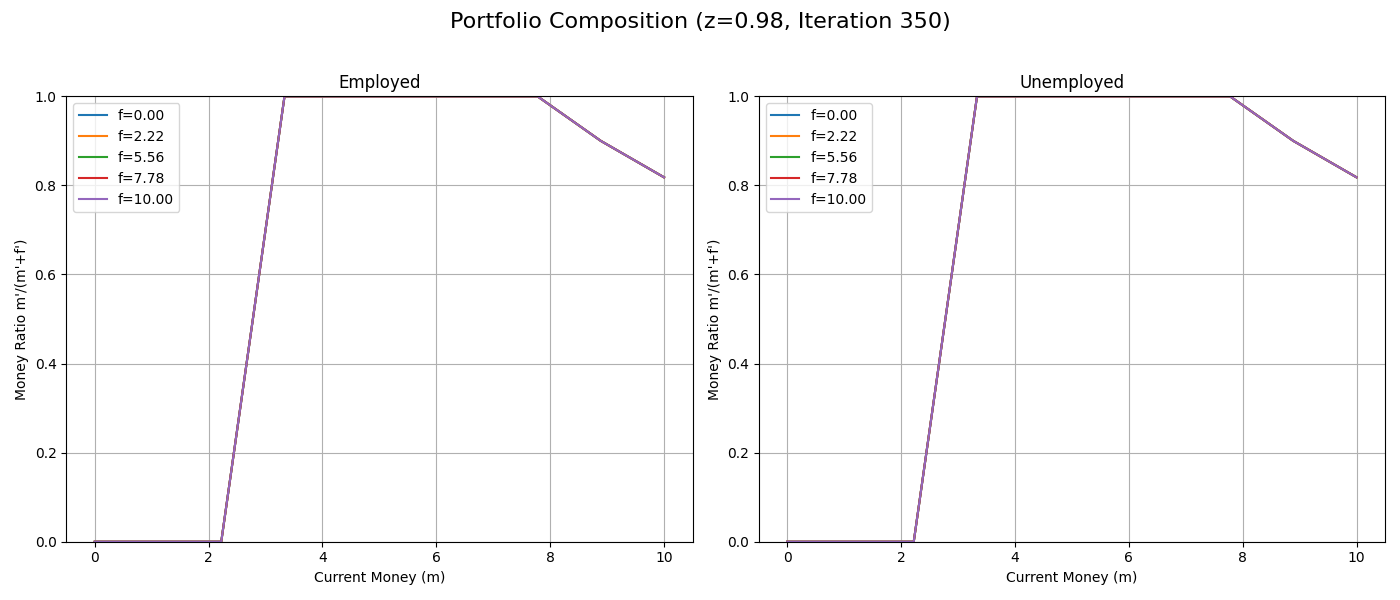 Portfolio Composition (z=0.98, Iteration 350)
Employed
1.0
0.8
0.6
0.4
0.2
0.0
Money Ratio m'/(m'+f')
f=0.00
f=2.22
f=5.56
f=7.78
f=10.00
0 2 4 6 8 10
Current Money (m)
Unemployed
1.0
0.8
0.6
0.4
0.2
0.0
Money Ratio m'/(m'+f')
f=0.00
f=2.22
f=5.56
f=7.78
f=10.00
0 2 4 6 8 10
Current Money (m)